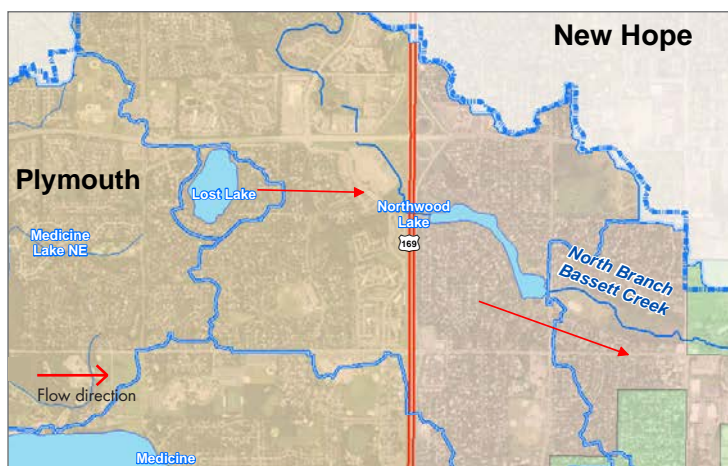 New Hope
Plymouth
Lost Lake
Northwood
Lake
Medicine
Lake NE
169
North Branch
Bassett Creek
Flow direction
Medicine